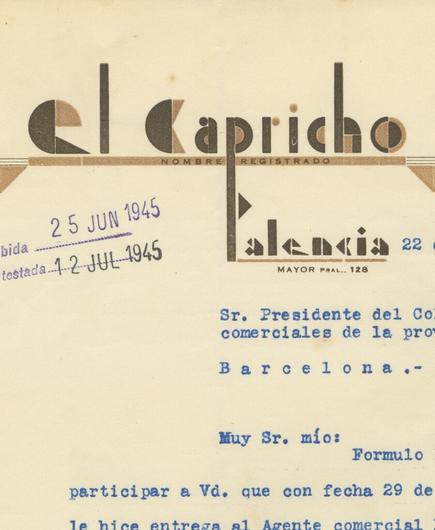 el Capricho
NOMBRE REGISTRADO
Palencia
MAYOR PRAL., 128
bida 25 JUN 1945
testada 12 JUL 1945
22
Sr. Presidente del Co
comerciales de la prov
Barcelona.-
Muy Sr. mío:
Formulo
participar a Vd. que con fecha 29 de
le hice entrega al Agente comercial